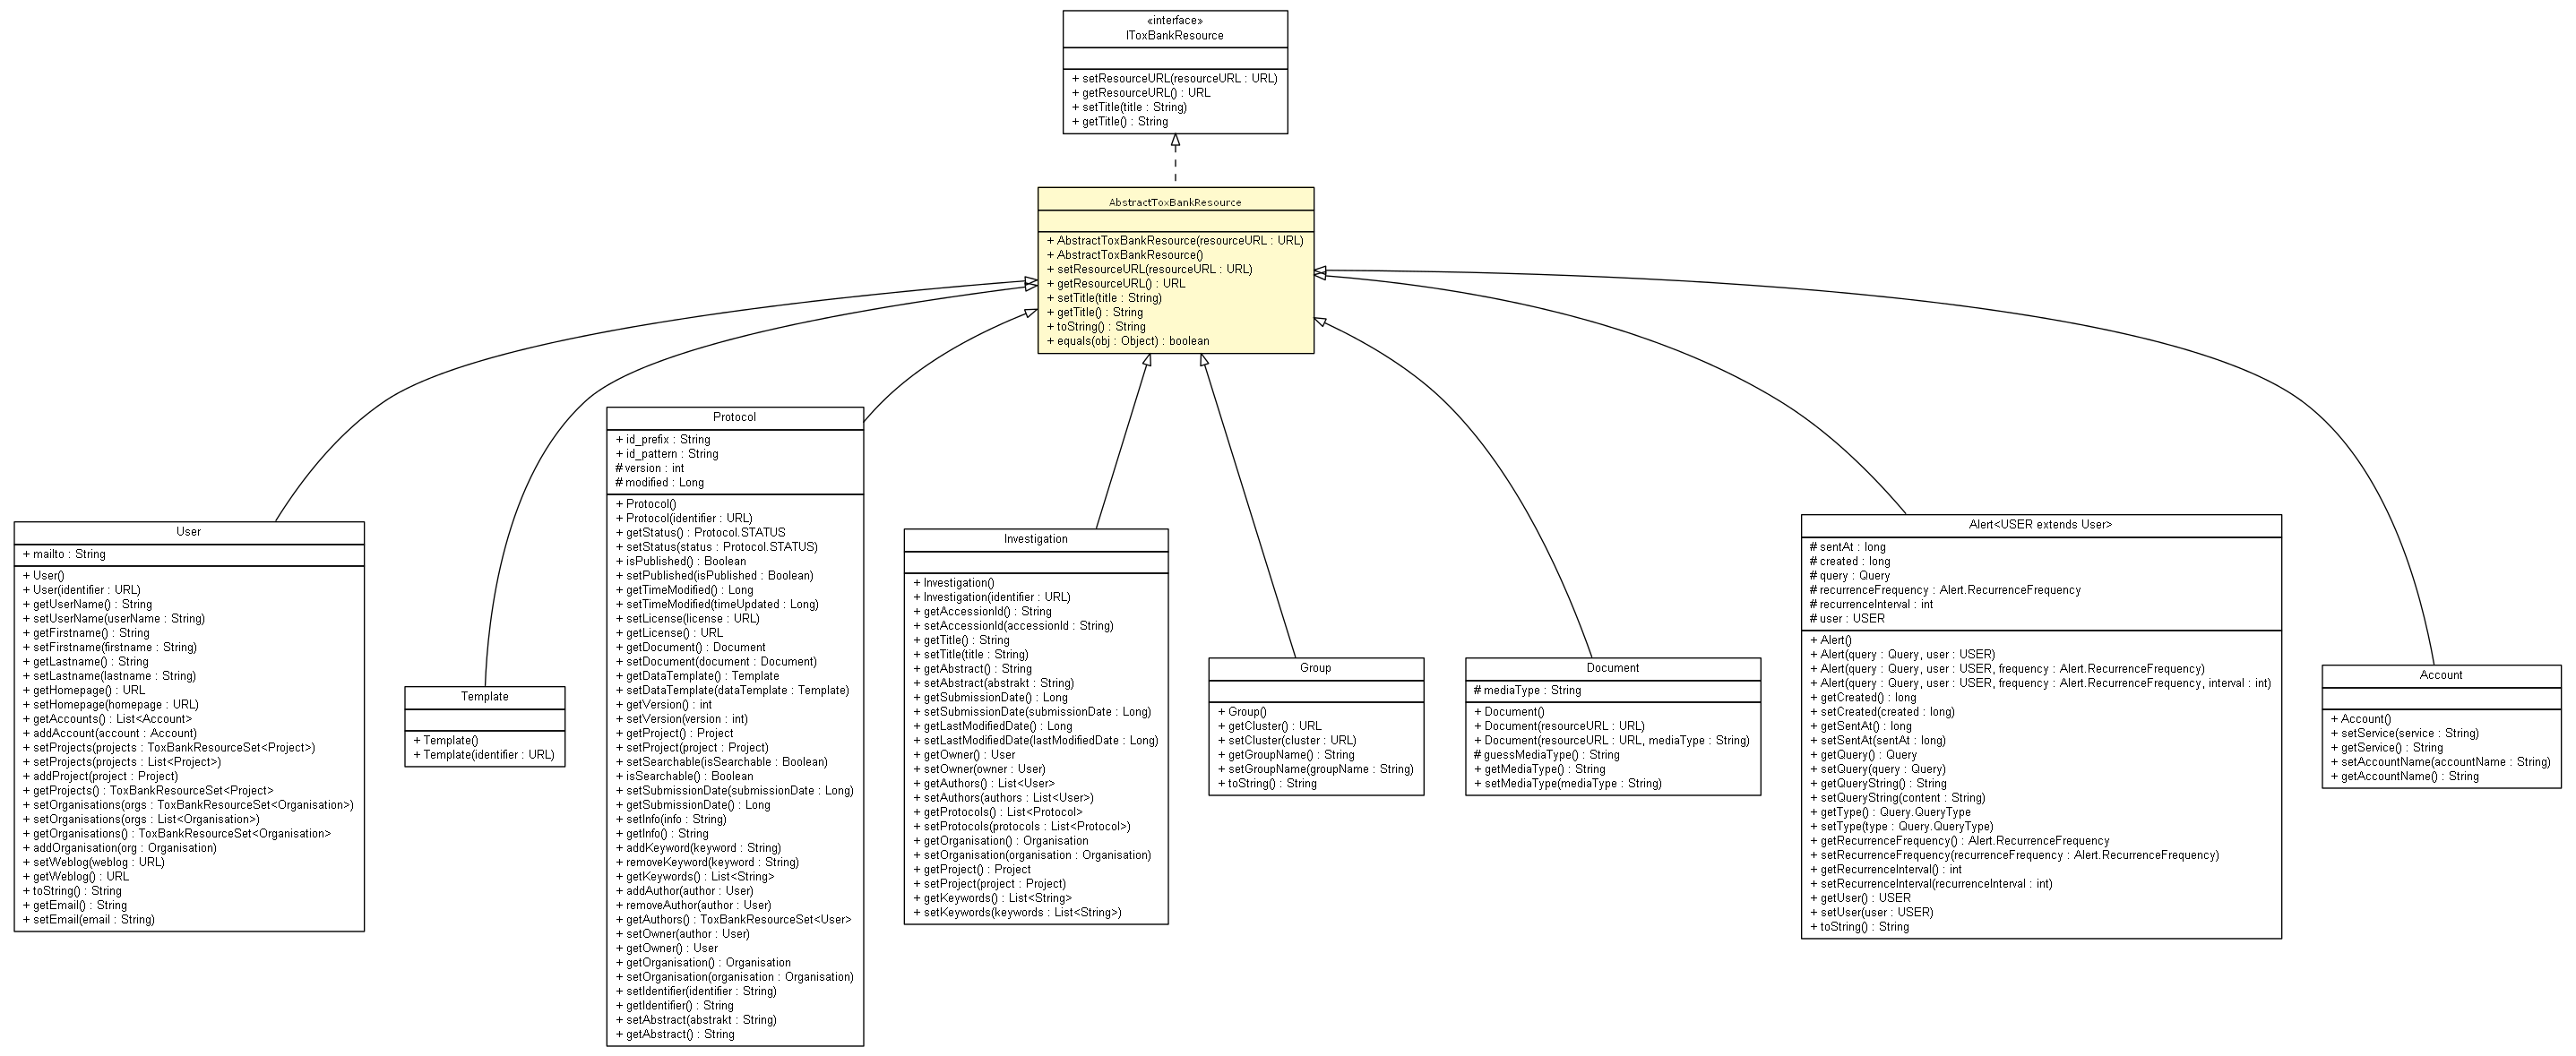 «interface»
IToxBankResource
+ setResourceURL(resourceURL : URL)
+ getResourceURL() : URL
+ setTitle(title : String)
+ getTitle() : String
AbstractToxBankResource
+ AbstractToxBankResource(resourceURL : URL)
+ AbstractToxBankResource()
+ setResourceURL(resourceURL : URL)
+ getResourceURL() : URL
+ setTitle(title : String)
+ getTitle() : String
+ toString() : String
+ equals(obj : Object) : boolean
User
+ mailto : String
+ User()
+ User(identifier : URL)
+ getUserName() : String
+ setUserName(userName : String)
+ getFirstname() : String
+ setFirstname(firstname : String)
+ getLastname() : String
+ setLastname(lastname : String)
+ getHomepage() : URL
+ setHomepage(homepage : URL)
+ getAccounts() : List<Account>
+ addAccount(account : Account)
+ setProjects(projects : ToxBankResourceSet<Project>)
+ setProjects(projects : List<Project>)
+ addProject(project : Project)
+ getProjects() : ToxBankResourceSet<Project>
+ setOrganisations(orgs : ToxBankResourceSet<Organisation>)
+ setOrganisations(orgs : List<Organisation>)
+ getOrganisations() : ToxBankResourceSet<Organisation>
+ addOrganisation(org : Organisation)
+ setWeblog(weblog : URL)
+ getWeblog() : URL
+ toString() : String
+ getEmail() : String
+ setEmail(email : String)
Template
+ Template()
+ Template(identifier : URL)
Protocol
+ id_prefix : String
+ id_pattern : String
# version : int
# modified : Long
+ Protocol()
+ Protocol(identifier : URL)
+ getStatus() : Protocol.STATUS
+ setStatus(status : Protocol.STATUS)
+ isPublished() : Boolean
+ setPublished(isPublished : Boolean)
+ getTimeModified() : Long
+ setTimeModified(timeUpdated : Long)
+ setLicense(license : URL)
+ getLicense() : URL
+ getDocument() : Document
+ setDocument(document : Document)
+ getDataTemplate() : Template
+ setDataTemplate(dataTemplate : Template)
+ getVersion() : int
+ setVersion(version : int)
+ getProject() : Project
+ setProject(project : Project)
+ setSearchable(isSearchable : Boolean)
+ isSearchable() : Boolean
+ setSubmissionDate(submissionDate : Long)
+ getSubmissionDate() : Long
+ setInfo(info : String)
+ getInfo() : String
+ addKeyword(keyword : String)
+ removeKeyword(keyword : String)
+ getKeywords() : List<String>
+ addAuthor(author : User)
+ removeAuthor(author : User)
+ getAuthors() : ToxBankResourceSet<User>
+ setOwner(author : User)
+ getOwner() : User
+ getOrganisation() : Organisation
+ setOrganisation(organisation : Organisation)
+ setIdentifier(identifier : String)
+ getIdentifier() : String
+ setAbstract(abstrakt : String)
+ getAbstract() : String
Investigation
+ Investigation()
+ Investigation(identifier : URL)
+ getAccessionId() : String
+ setAccessionId(accessionId : String)
+ getTitle() : String
+ setTitle(title : String)
+ getAbstract() : String
+ setAbstract(abstrakt : String)
+ getSubmissionDate() : Long
+ setSubmissionDate(submissionDate : Long)
+ getLastModifiedDate() : Long
+ setLastModifiedDate(lastModifiedDate : Long)
+ getOwner() : User
+ setOwner(owner : User)
+ getAuthors() : List<User>
+ setAuthors(authors : List<User>)
+ getProtocols() : List<Protocol>
+ setProtocols(protocols : List<Protocol>)
+ getOrganisation() : Organisation
+ setOrganisation(organisation : Organisation)
+ getProject() : Project
+ setProject(project : Project)
+ getKeywords() : List<String>
+ setKeywords(keywords : List<String>)
Group
+ Group()
+ getCluster() : URL
+ setCluster(cluster : URL)
+ getGroupName() : String
+ setGroupName(groupName : String)
+ toString() : String
Document
# mediaType : String
+ Document()
+ Document(resourceURL : URL)
+ Document(resourceURL : URL, mediaType : String)
# guessMediaType() : String
+ getMediaType() : String
+ setMediaType(mediaType : String)
Alert<USER extends User>
# sentAt : long
# created : long
# query : Query
# recurrenceFrequency : Alert.RecurrenceFrequency
# recurrenceInterval : int
# user : USER
+ Alert()
+ Alert(query : Query, user : USER)
+ Alert(query : Query, user : USER, frequency : Alert.RecurrenceFrequency)
+ Alert(query : Query, user : USER, frequency : Alert.RecurrenceFrequency, interval : int)
+ getCreated() : long
+ setCreated(created : long)
+ getSentAt() : long
+ setSentAt(sentAt : long)
+ getQuery() : Query
+ setQuery(query : Query)
+ getQueryString() : String
+ setQueryString(content : String)
+ getType() : Query.QueryType
+ setType(type : Query.QueryType)
+ getRecurrenceFrequency() : Alert.RecurrenceFrequency
+ setRecurrenceFrequency(recurrenceFrequency : Alert.RecurrenceFrequency)
+ getRecurrenceInterval() : int
+ setRecurrenceInterval(recurrenceInterval : int)
+ getUser() : USER
+ setUser(user : USER)
+ toString() : String
Account
+ Account()
+ setService(service : String)
+ getService() : String
+ setAccountName(accountName : String)
+ getAccountName() : String